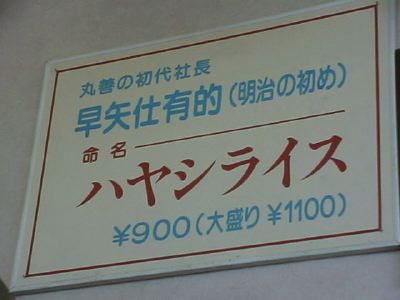 丸善の初代社長
早矢仕有的(明治の初め)
命名
ハヤシライス
¥900(大盛り¥1100)